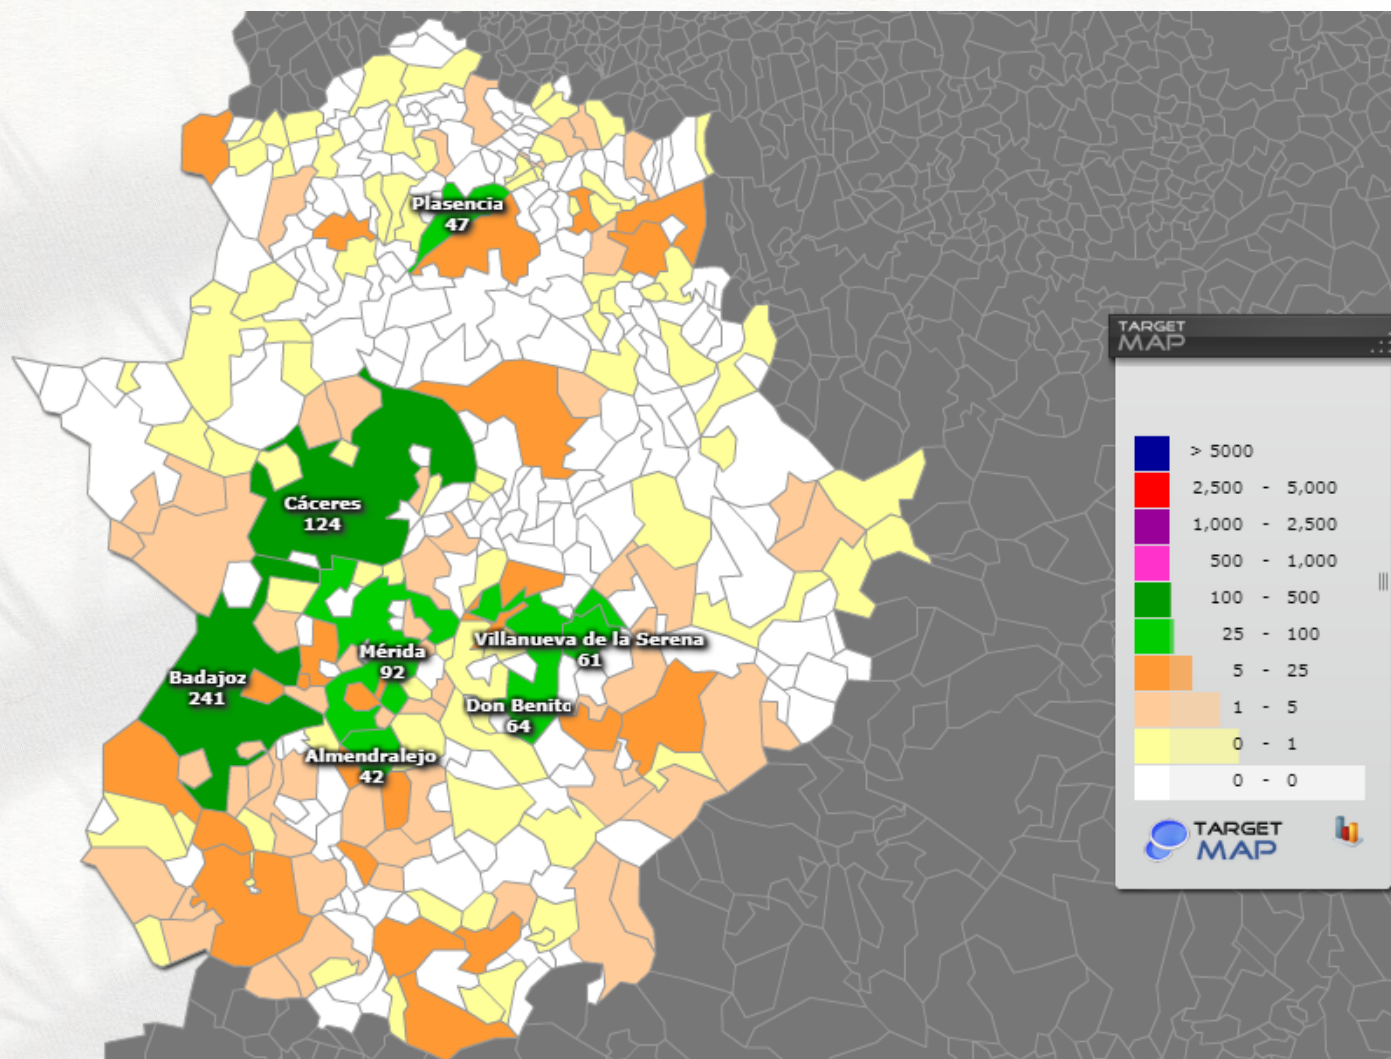 Plasencia
47
Cáceres
124
Villanueva de la Serena
61
Mérida
92
Badajoz
241
Don Benito
64
Almendralejo
42
TARGET
MAP
> 5000
2,500 - 5,000
1,000 - 2,500
500 - 1,000
100 - 500
25 - 100
5 - 25
1 - 5
0 - 1
0 - 0
TARGET
MAP